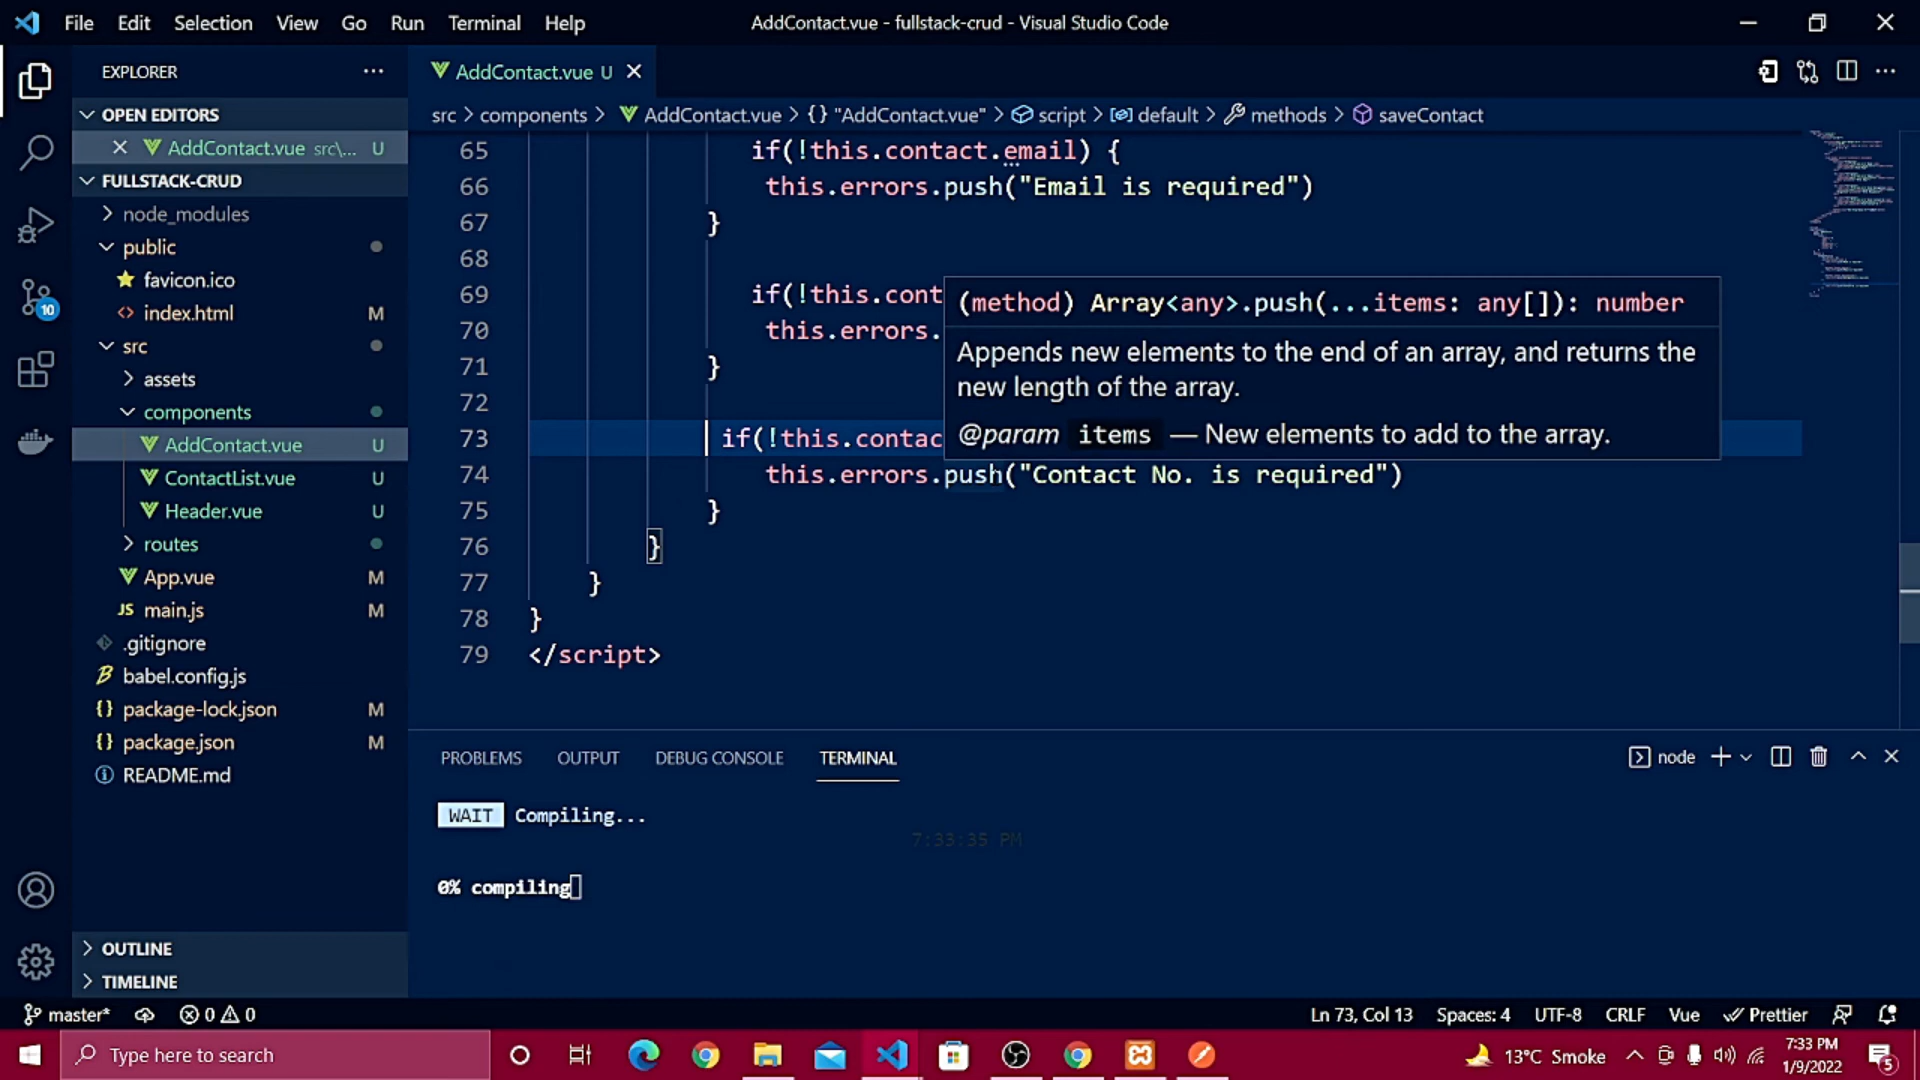 File Edit Selection View Go Run Terminal Help
AddContact.vue - fullstack-crud - Visual Studio Code
EXPLORER
OPEN EDITORS
AddContact.vue src\... U
FULLSTACK-CRUD
node_modules
public
favicon.ico
index.html M
src
assets
components
AddContact.vue U
ContactList.vue U
Header.vue U
routes
App.vue M
JS main.js M
.gitignore
babel.config.js
{} package-lock.json M
{} package.json M
README.md
OUTLINE
TIMELINE
10
AddContact.vue U
src > components > AddContact.vue > {} "AddContact.vue" > script > default > methods > saveContact
65 if(!this.contact.email) {
66 this.errors.push("Email is required")
67 }
68
69 if(!this.cont
70 this.errors.
71 }
72
73 if(!this.contac
74 this.errors.push("Contact No. is required")
75 }
76 }
77 }
78 }
79 </script>
(method) Array<any>.push(...items: any[]): number
Appends new elements to the end of an array, and returns the
new length of the array.
@param items — New elements to add to the array.
PROBLEMS OUTPUT DEBUG CONSOLE TERMINAL
node
WAIT Compiling...
7:33:35 PM
0% compiling
master* 0 0
Ln 73, Col 13 Spaces: 4 UTF-8 CRLF Vue Prettier
Type here to search
13°C Smoke
7:33 PM
1/9/2022
5